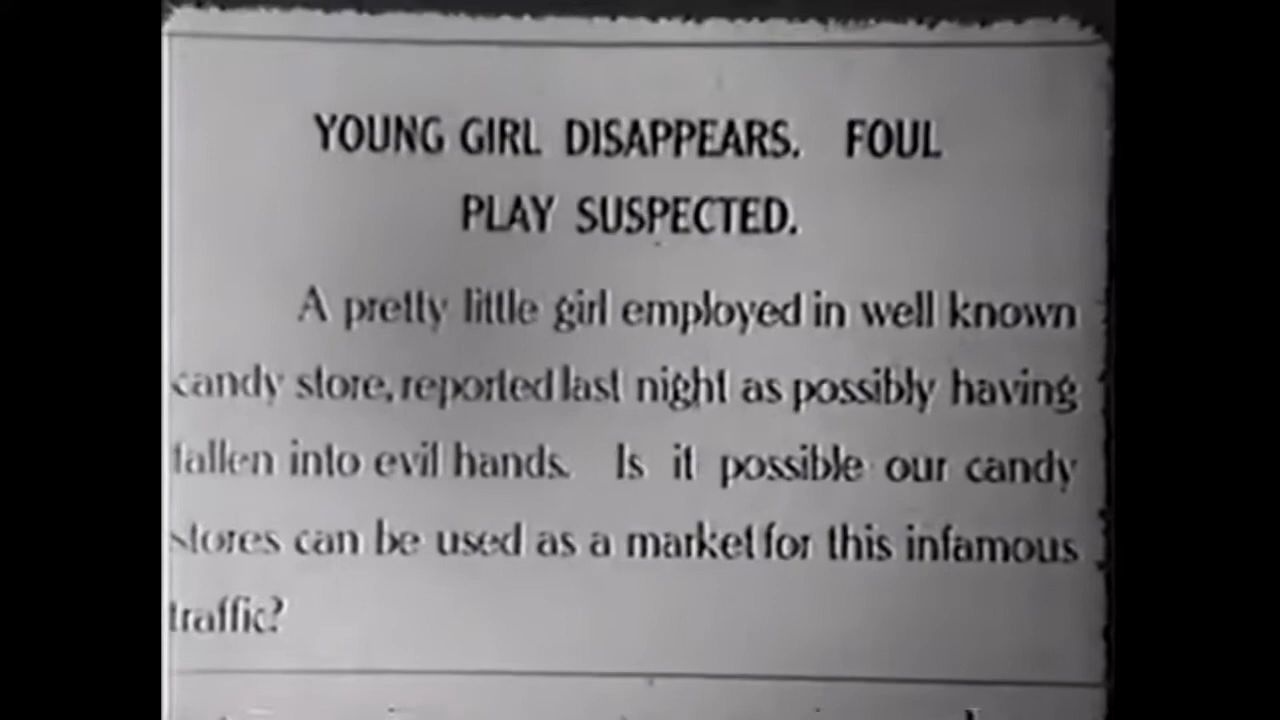 YOUNG GIRL DISAPPEARS. FOUL
PLAY SUSPECTED.
A pretty little girl employed in well known
candy store, reported last night as possibly having
fallen into evil hands. Is it possible our candy
stores can be used as a market for this infamous
traffic?